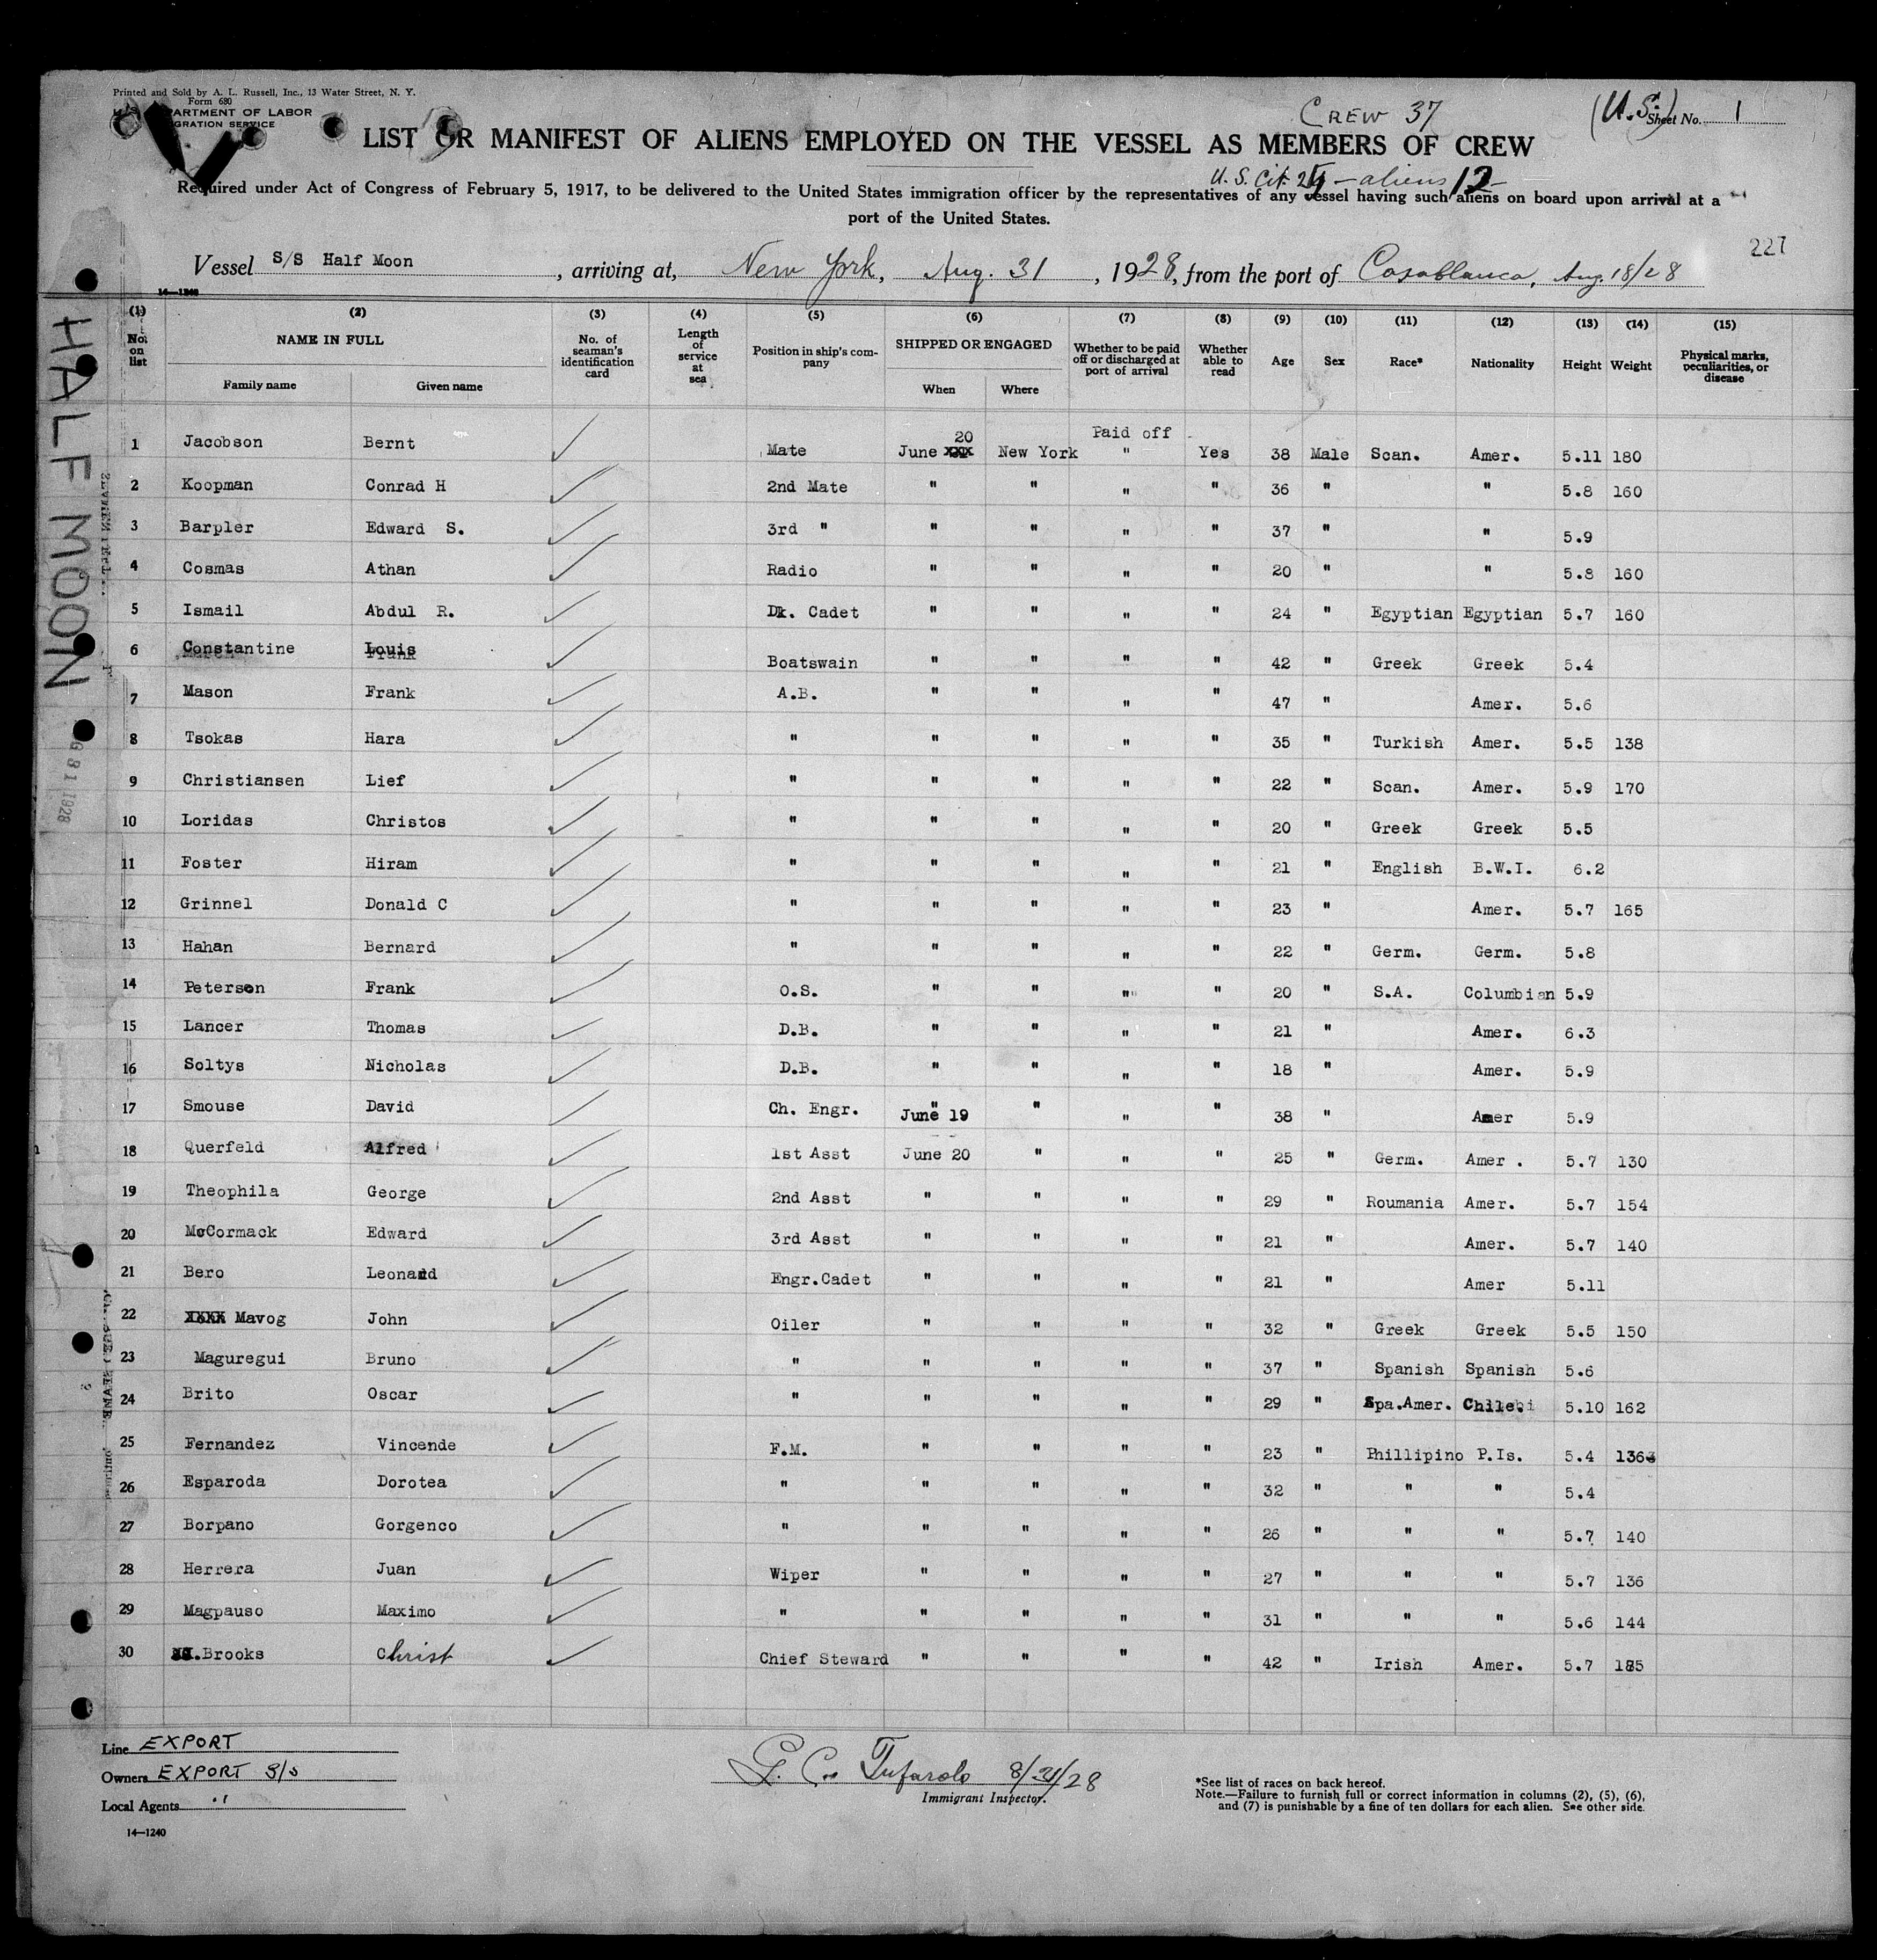 Printed and Sold by A. L. Russell, Inc., 13 Water Street, N. Y.
Form 680
DEPARTMENT OF LABOR
IMMIGRATION SERVICE
CREW 37
(U.S.) Sheet No. 1
LIST OR MANIFEST OF ALIENS EMPLOYED ON THE VESSEL AS MEMBERS OF CREW
U.S. Cit. – aliens 12
Required under Act of Congress of February 5, 1917, to be delivered to the United States immigration officer by the representatives of any vessel having such aliens on board upon arrival at a
port of the United States.
227
Vessel S/S Half Moon, arriving at, New York, Aug. 31, 1928, from the port of Casablanca, Aug. 18/28
14—1240
HALF MOON
(1) (2) (3) (4) (5) (6) (7) (8) (9) (10) (11) (12) (13) (14) (15)
No. on list NAME IN FULL Family name Given name No. of seaman's identification card Length of service at sea Position in ship's company SHIPPED OR ENGAGED When Where Whether to be paid off or discharged at port of arrival Whether able to read Age Sex Race* Nationality Height Weight Physical marks, peculiarities, or disease
1 Jacobson Bernt Mate June 20 New York Paid off " Yes 38 Male Scan. Amer. 5.11 180
2 Koopman Conrad H 2nd Mate " " " " 36 " " 5.8 160
3 Barpler Edward S. 3rd " " " " " 37 " " 5.9
4 Cosmas Athan Radio " " " " 20 " " 5.8 160
5 Ismail Abdul R. Dk. Cadet " " " " 24 " Egyptian Egyptian 5.7 160
6 Constantine Louis Boatswain " " " " 42 " Greek Greek 5.4
7 Mason Frank A.B. " " " " 47 " Amer. 5.6
8 Tsokas Hara " " " " " 35 " Turkish Amer. 5.5 138
9 Christiansen Lief " " " " " 22 " Scan. Amer. 5.9 170
10 Loridas Christos " " " " " 20 " Greek Greek 5.5
11 Foster Hiram " " " " " 21 " English B.W.I. 6.2
12 Grinnel Donald C " " " " " 23 " Amer. 5.7 165
13 Hahan Bernard " " " " " 22 " Germ. Germ. 5.8
14 Peterson Frank O.S. " " " " 20 " S.A. Columbian 5.9
15 Lancer Thomas D.B. " " " " 21 " Amer. 6.3
16 Soltys Nicholas D.B. " " " " 18 " Amer. 5.9
17 Smouse David Ch. Engr. June 19 " " " 38 " Amer 5.9
18 Querfeld Alfred 1st Asst June 20 " " " 25 " Germ. Amer . 5.7 130
19 Theophila George 2nd Asst " " " " 29 " Roumania Amer. 5.7 154
20 McCormack Edward 3rd Asst " " " " 21 " Amer. 5.7 140
21 Bero Leonard Engr.Cadet " " " " 21 " Amer 5.11
22 XXXX Mavog John Oiler " " " " 32 " Greek Greek 5.5 150
23 Maguregui Bruno " " " " " 37 " Spanish Spanish 5.6
24 Brito Oscar " " " " " 29 " Spa.Amer. Chile. 5.10 162
25 Fernandez Vincende F.M. " " " " 23 " Phillipino P.Is. 5.4 136
26 Esparoda Dorotea " " " " " 32 " " " 5.4
27 Borpano Gorgenco " " " " " 26 " " " 5.7 140
28 Herrera Juan Wiper " " " " 27 " " " 5.7 136
29 Magpauso Maximo " " " " " 31 " " " 5.6 144
30 Brooks Christ Chief Steward " " " " 42 " Irish Amer. 5.7 185
Line EXPORT
Owners EXPORT S/S
Local Agents "
14—1240
G. C. Tufarolo 8/31/28
Immigrant Inspector.
*See list of races on back hereof.
Note.—Failure to furnish full or correct information in columns (2), (5), (6),
and (7) is punishable by a fine of ten dollars for each alien. See other side.